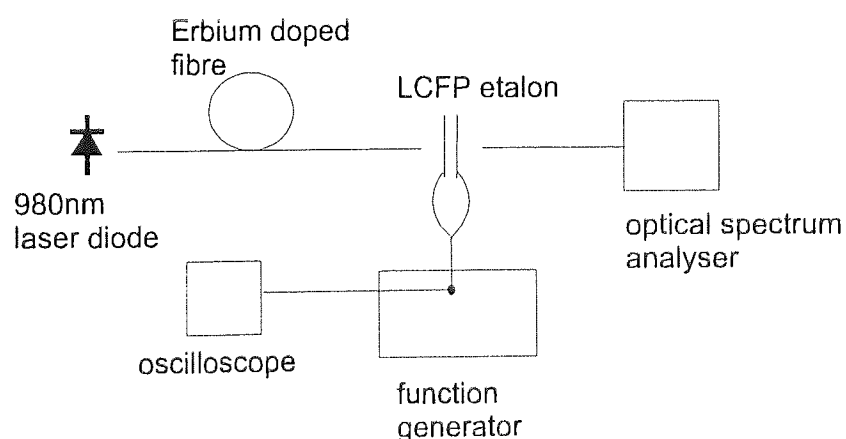 Erbium doped
fibre
LCFP etalon
980nm
laser diode
optical spectrum
analyser
oscilloscope
function
generator